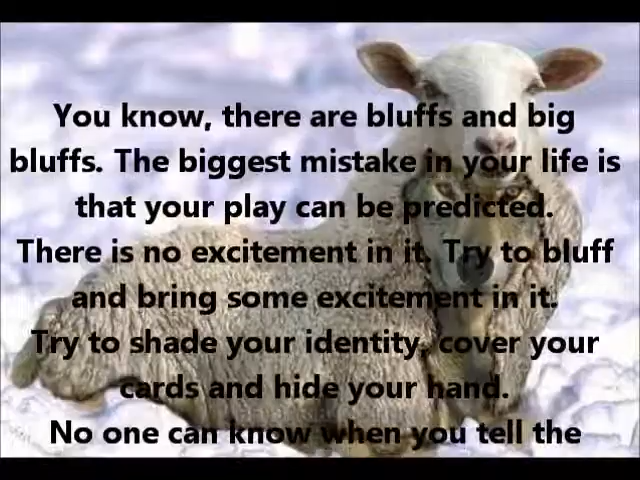 You know, there are bluffs and big
bluffs. The biggest mistake in your life is
that your play can be predicted.
There is no excitement in it. Try to bluff
and bring some excitement in it.
Try to shade your identity, cover your
cards and hide your hand.
No one can know when you tell the